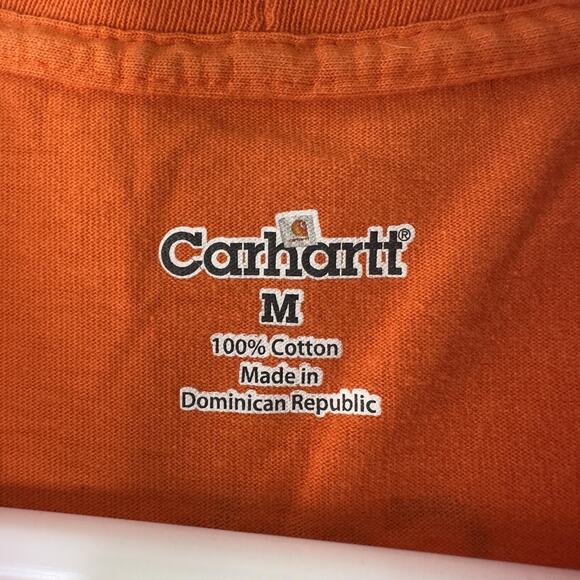 Carhartt®
M
100% Cotton
Made in
Dominican Republic